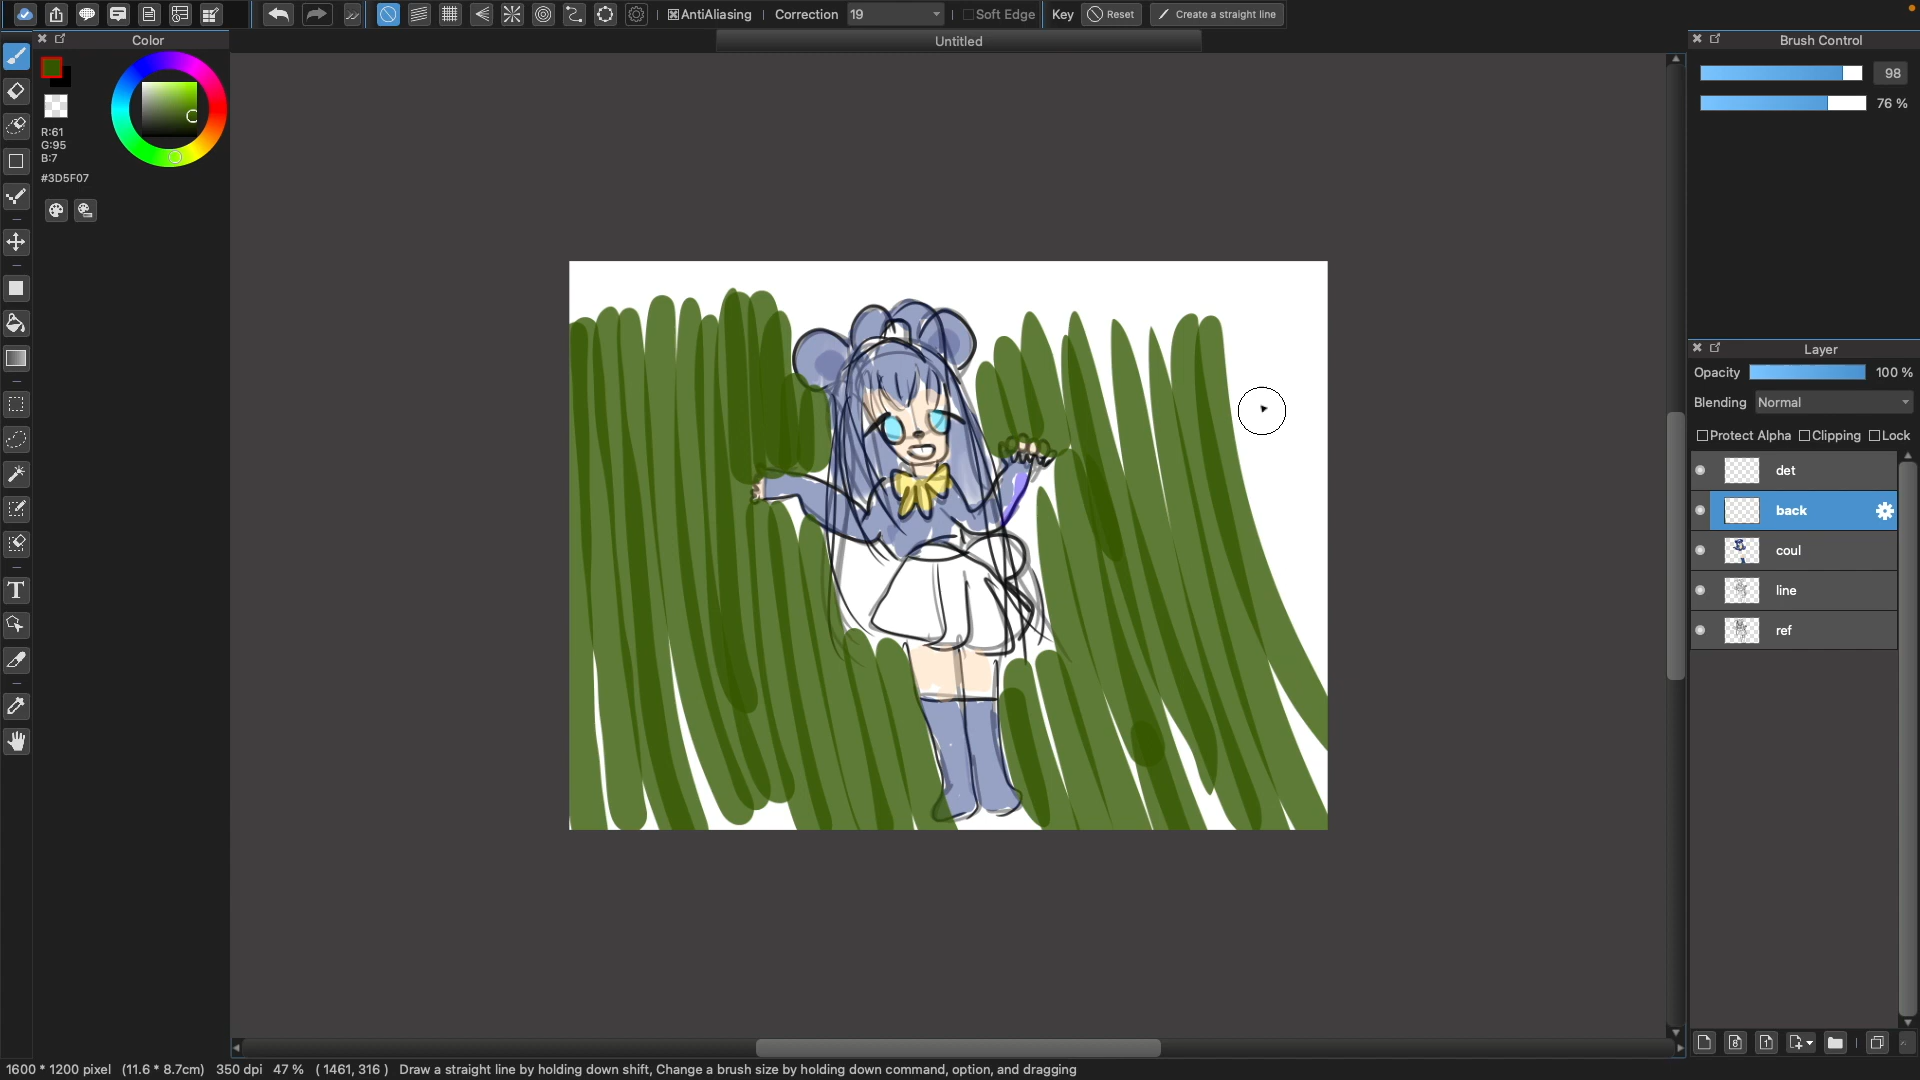 AntiAliasing Correction 19 Soft Edge Key Reset Create a straight line
Color
Untitled
Brush Control
98
76 %
R:61
G:95
B:7
#3D5F07
Layer
Opacity 100 %
Blending Normal
Protect Alpha Clipping Lock
det
back
coul
line
ref
T
8
1
1600 * 1200 pixel (11.6 * 8.7cm) 350 dpi 47 % ( 1461, 316 ) Draw a straight line by holding down shift, Change a brush size by holding down command, option, and dragging